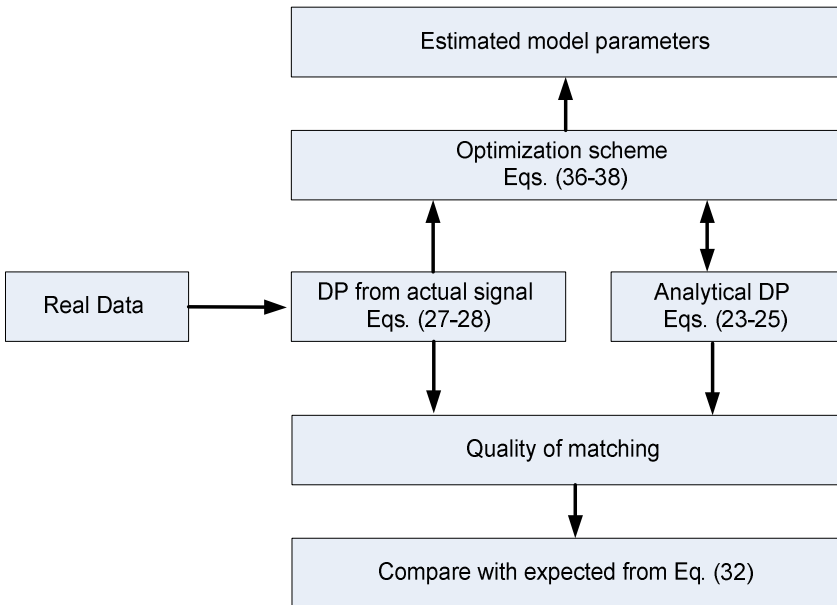 Estimated model parameters
Optimization scheme
Eqs. (36-38)
Real Data
DP from actual signal
Eqs. (27-28)
Analytical DP
Eqs. (23-25)
Quality of matching
Compare with expected from Eq. (32)